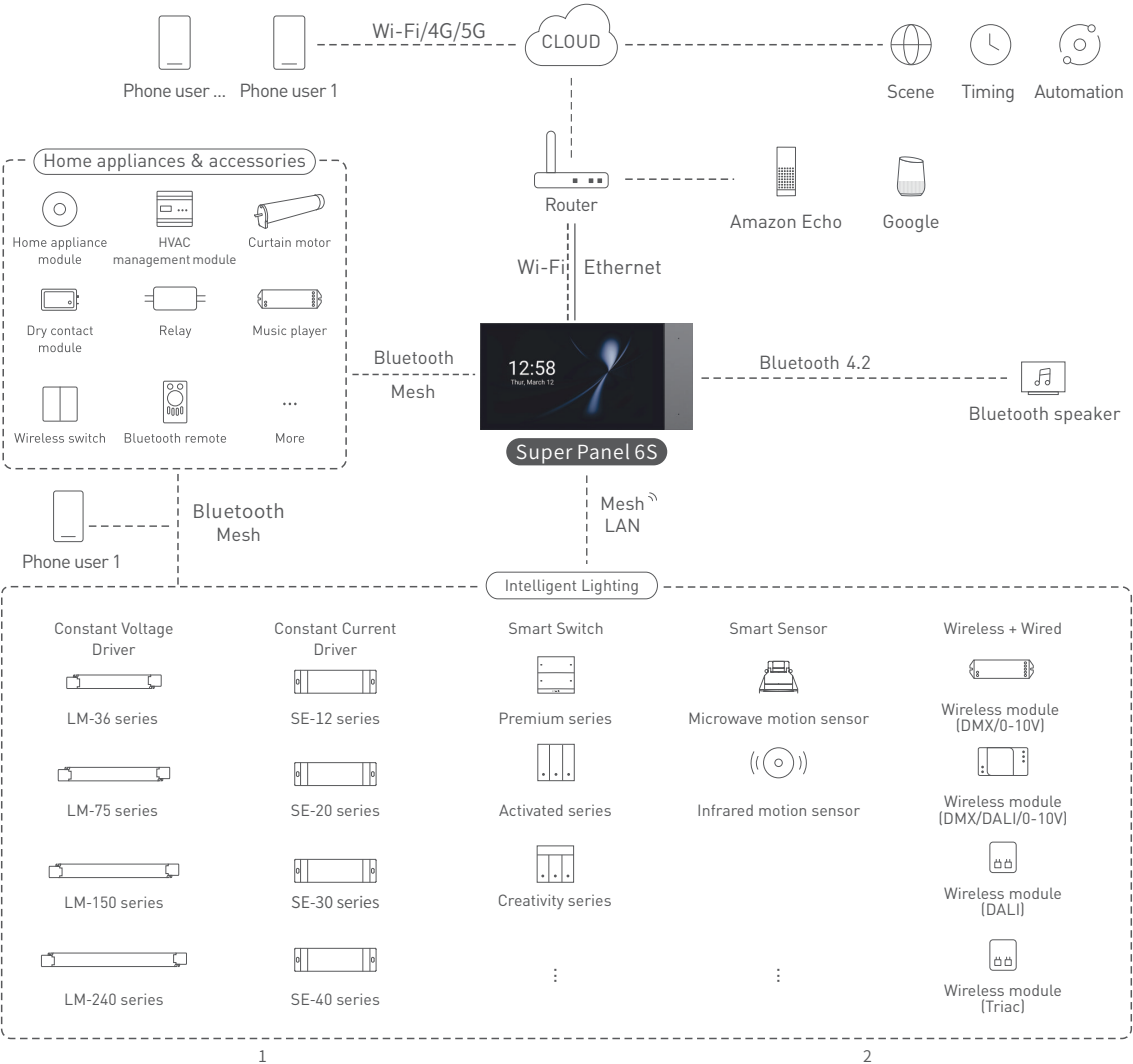 Wi-Fi/4G/5G
CLOUD
Phone user ...
Phone user 1
Scene
Timing
Automation
Home appliances & accessories
Home appliance
module
HVAC
management module
Curtain motor
Dry contact
module
Relay
Music player
Wireless switch
Bluetooth remote
...
More
Router
Amazon Echo
Google
Wi-Fi
Ethernet
Bluetooth
Mesh
12:58
Thur, March 12
Super Panel 6S
Bluetooth 4.2
Bluetooth speaker
Phone user 1
Bluetooth
Mesh
Mesh
LAN
Intelligent Lighting
Constant Voltage
Driver
LM-36 series
LM-75 series
LM-150 series
LM-240 series
Constant Current
Driver
SE-12 series
SE-20 series
SE-30 series
SE-40 series
Smart Switch
Premium series
Activated series
Creativity series
⋮
Smart Sensor
Microwave motion sensor
Infrared motion sensor
⋮
Wireless + Wired
Wireless module
(DMX/0-10V)
Wireless module
(DMX/DALI/0-10V)
Wireless module
(DALI)
Wireless module
(Triac)
1
2